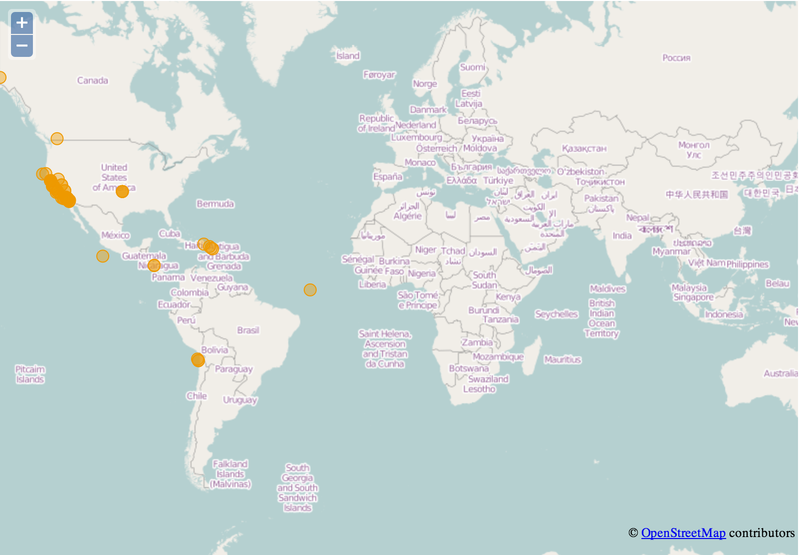 +
−
Island
Россия
Canada
Føroyar
Suomi
Norge
Eesti
Latvija
Danmark
Republic
of Ireland
Nederland
Беларусь
Luxembourg
Україна
Österreich
Moldova
Қазақстан
Монгол
Улс
Monaco
България
United
States
of America
España
Ελλάδα
Türkiye
O'zbekiston
Тоҷикистон
中华人民共和国
대한민국
Bermuda
تونس
الجزائر
Algérie
ليبيا
مصر
Pakistan
Nepal
India
Myanmar
台灣
México
Cuba
Guatemala
Nicaragua
and Barbuda
Grenada
Panama
Venezuela
Guyana
Colombia
Ecuador
Perú
Brasil
Bolivia
Paraguay
Chile
Uruguay
موريتانيا
Sénégal
Guinée
Liberia
Burkina
Faso
Niger
Tchad
السودان
Nigeria
South
Sudan
اليمن
Kenya
São Tomé
e Príncipe
Burundi
Tanzania
Zambia
Mozambique
Botswana
Swaziland
Lesotho
Seychelles
Mauritius
Maldives
British
Indian
Ocean
Territory
Việt Nam
Philippines
Malaysia
Singapore
Belau
Indonesia
Australia
Saint Helena,
Ascension
and Tristan
da Cunha
Pitcairn
Islands
Falkland
Islands
(Malvinas)
South
Georgia
and South
Sandwich
Islands
© OpenStreetMap contributors